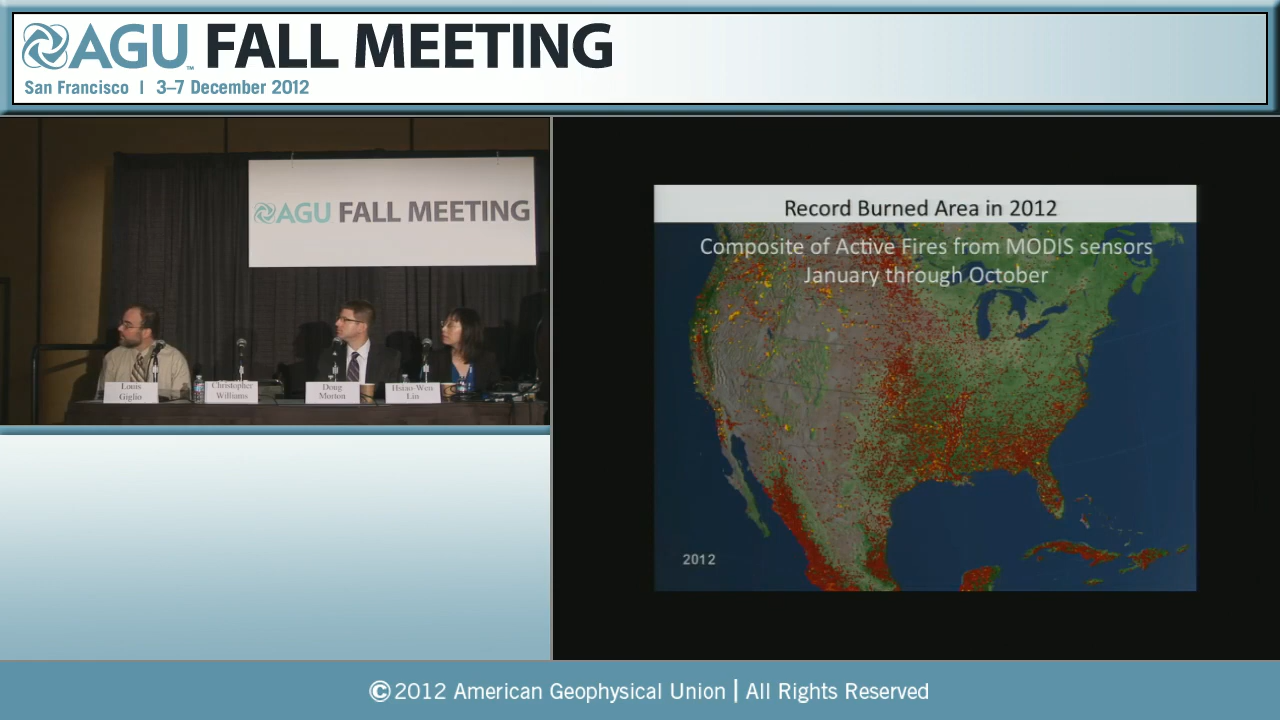 AGU™ FALL MEETING
San Francisco | 3–7 December 2012
AGU FALL MEETING
Louis
Giglio
Christopher
Williams
Doug
Morton
Hsiao-Wen
Lin
Record Burned Area in 2012
Composite of Active Fires from MODIS sensors
January through October
2012
©2012 American Geophysical Union | All Rights Reserved